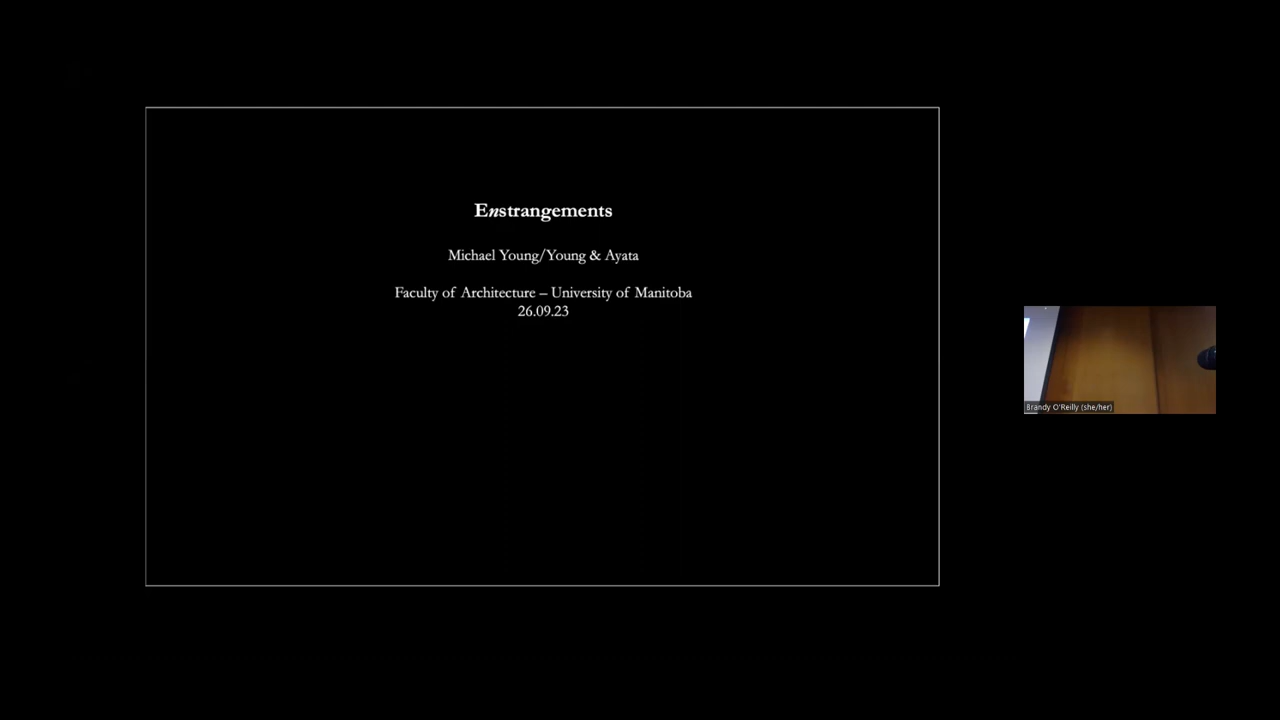 Enstrangements
Michael Young/Young & Ayata
Faculty of Architecture – University of Manitoba
26.09.23
Brandy O'Reilly (she/her)